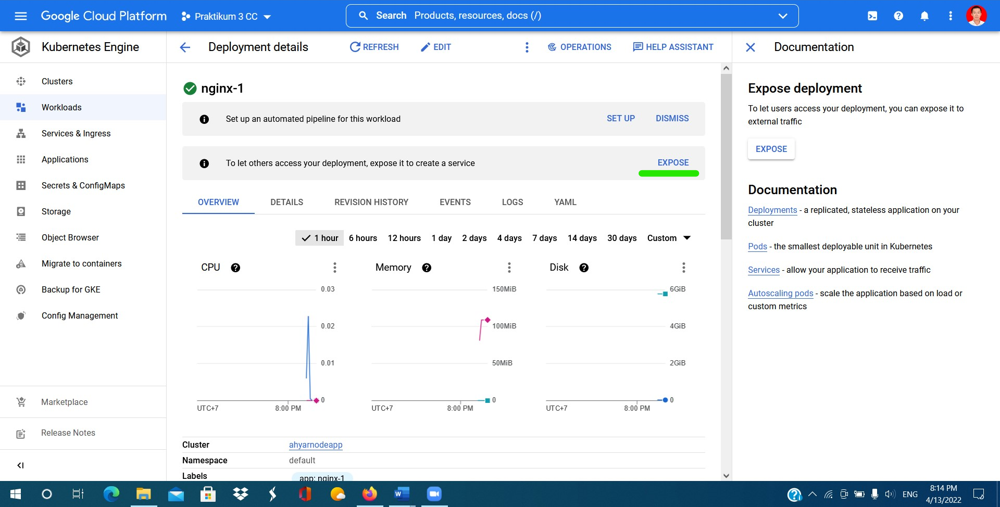 Google Cloud Platform
Praktikum 3 CC
Search Products, resources, docs (/)
Kubernetes Engine
Deployment details
REFRESH
EDIT
OPERATIONS
HELP ASSISTANT
Documentation
Clusters
Workloads
Services & Ingress
Applications
Secrets & ConfigMaps
Storage
Object Browser
Migrate to containers
Backup for GKE
Config Management
Marketplace
Release Notes
nginx-1
Set up an automated pipeline for this workload
SET UP
DISMISS
To let others access your deployment, expose it to create a service
EXPOSE
OVERVIEW
DETAILS
REVISION HISTORY
EVENTS
LOGS
YAML
1 hour
6 hours
12 hours
1 day
2 days
4 days
7 days
14 days
30 days
Custom
CPU
0.03
0.02
0.01
0
UTC+7
8:00 PM
Memory
150MiB
100MiB
50MiB
0
UTC+7
8:00 PM
Disk
6GiB
4GiB
2GiB
0
UTC+7
8:00 PM
Cluster ahyarnodeapp
Namespace default
Labels app: nginx-1
Expose deployment
To let users access your deployment, you can expose it to
external traffic
EXPOSE
Documentation
Deployments - a replicated, stateless application on your
cluster
Pods - the smallest deployable unit in Kubernetes
Services - allow your application to receive traffic
Autoscaling pods - scale the application based on load or
custom metrics
ENG
8:14 PM
4/13/2022